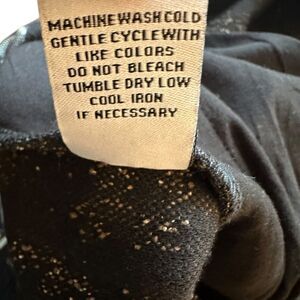 MACHINE WASH COLD
GENTLE CYCLE WITH
LIKE COLORS
DO NOT BLEACH
TUMBLE DRY LOW
COOL IRON
IF NECESSARY